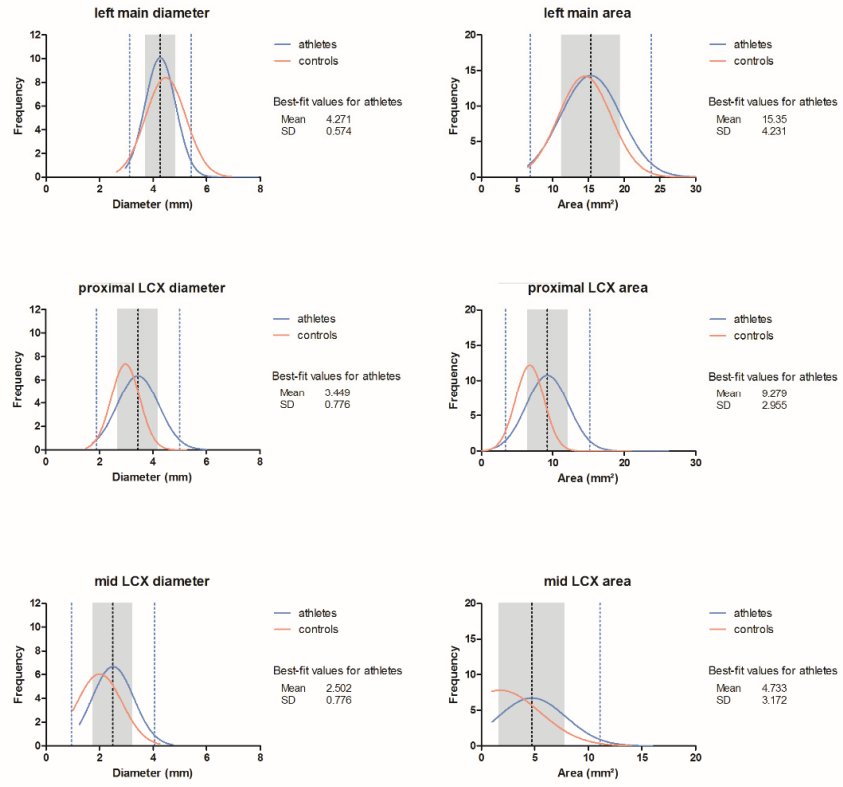 left main diameter
12
10
8
6
4
2
0
Frequency
0 2 4 6 8
Diameter (mm)
athletes
controls
Best-fit values for athletes
Mean 4.271
SD 0.574
left main area
20
15
10
5
0
Frequency
0 5 10 15 20 25 30
Area (mm²)
athletes
controls
Best-fit values for athletes
Mean 15.35
SD 4.231
proximal LCX diameter
12
10
8
6
4
2
0
Frequency
0 2 4 6 8
Diameter (mm)
athletes
controls
Best-fit values for athletes
Mean 3.449
SD 0.776
proximal LCX area
20
15
10
5
0
Frequency
0 10 20 30
Area (mm²)
athletes
controls
Best-fit values for athletes
Mean 9.279
SD 2.955
mid LCX diameter
12
10
8
6
4
2
0
Frequency
0 2 4 6 8
Diameter (mm)
athletes
controls
Best-fit values for athletes
Mean 2.502
SD 0.776
mid LCX area
20
15
10
5
0
Frequency
0 5 10 15 20
Area (mm²)
athletes
controls
Best-fit values for athletes
Mean 4.733
SD 3.172